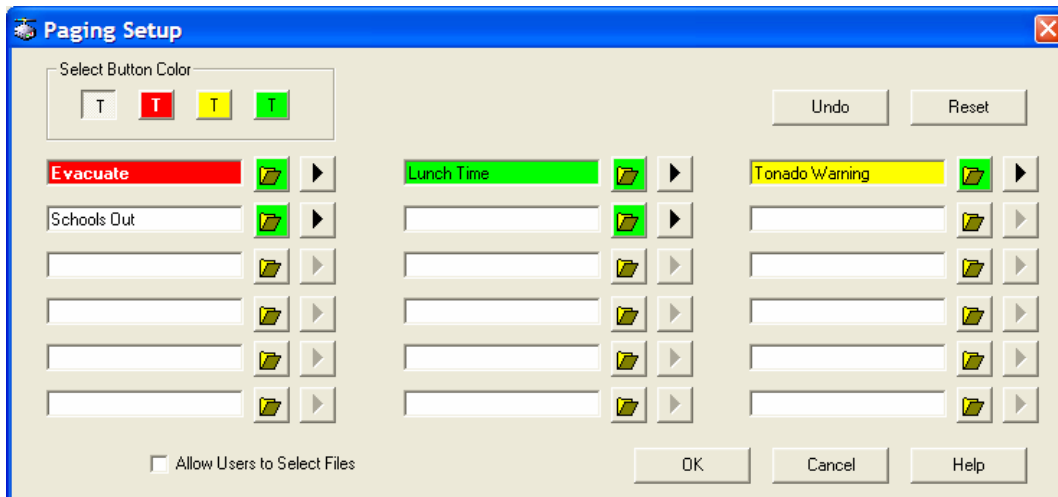 Paging Setup
Select Button Color
T T T T
Undo Reset
Evacuate Lunch Time Tonado Warning
Schools Out
Allow Users to Select Files OK Cancel Help